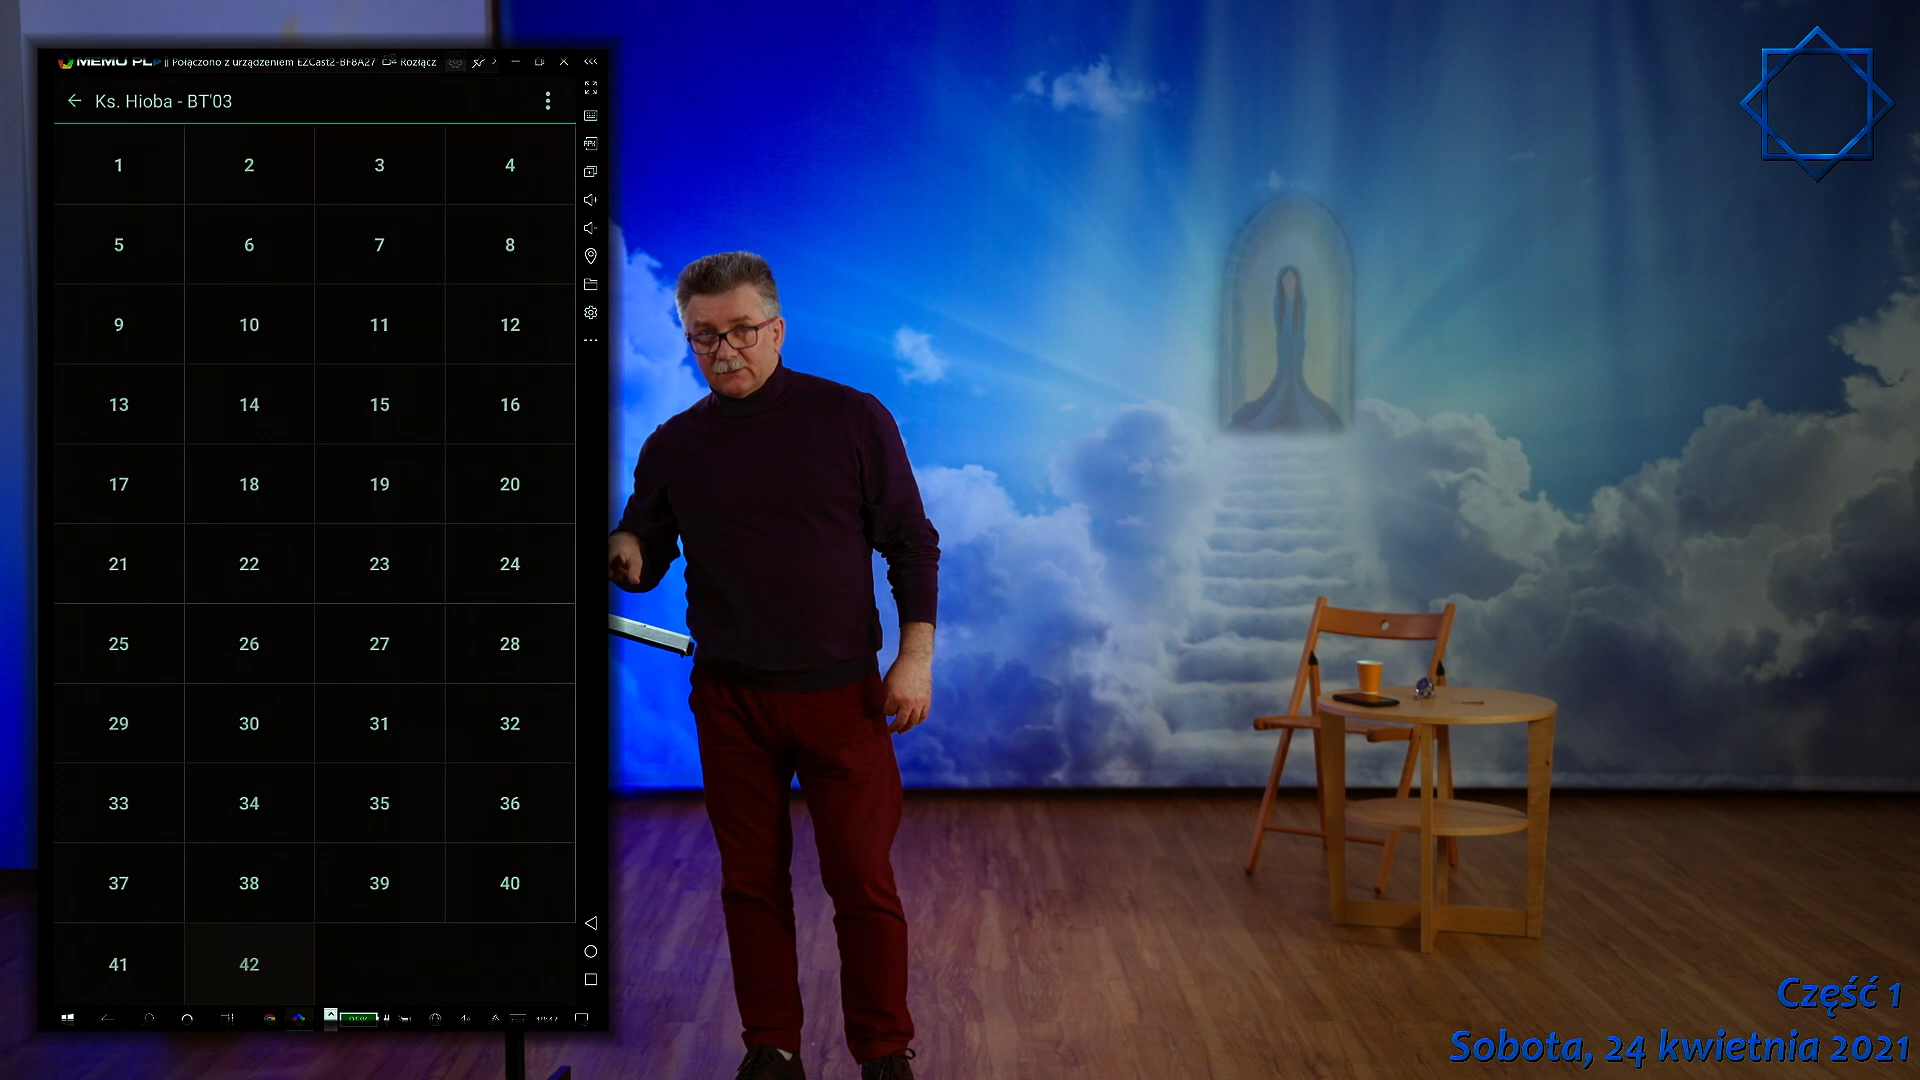 MEMU PL || Połączono z urządzeniem EZCast2-BF8A27 Rozłącz
Ks. Hioba - BT'03
1 2 3 4
5 6 7 8
9 10 11 12
13 14 15 16
17 18 19 20
21 22 23 24
25 26 27 28
29 30 31 32
33 34 35 36
37 38 39 40
41 42
Część 1
Sobota, 24 kwietnia 2021